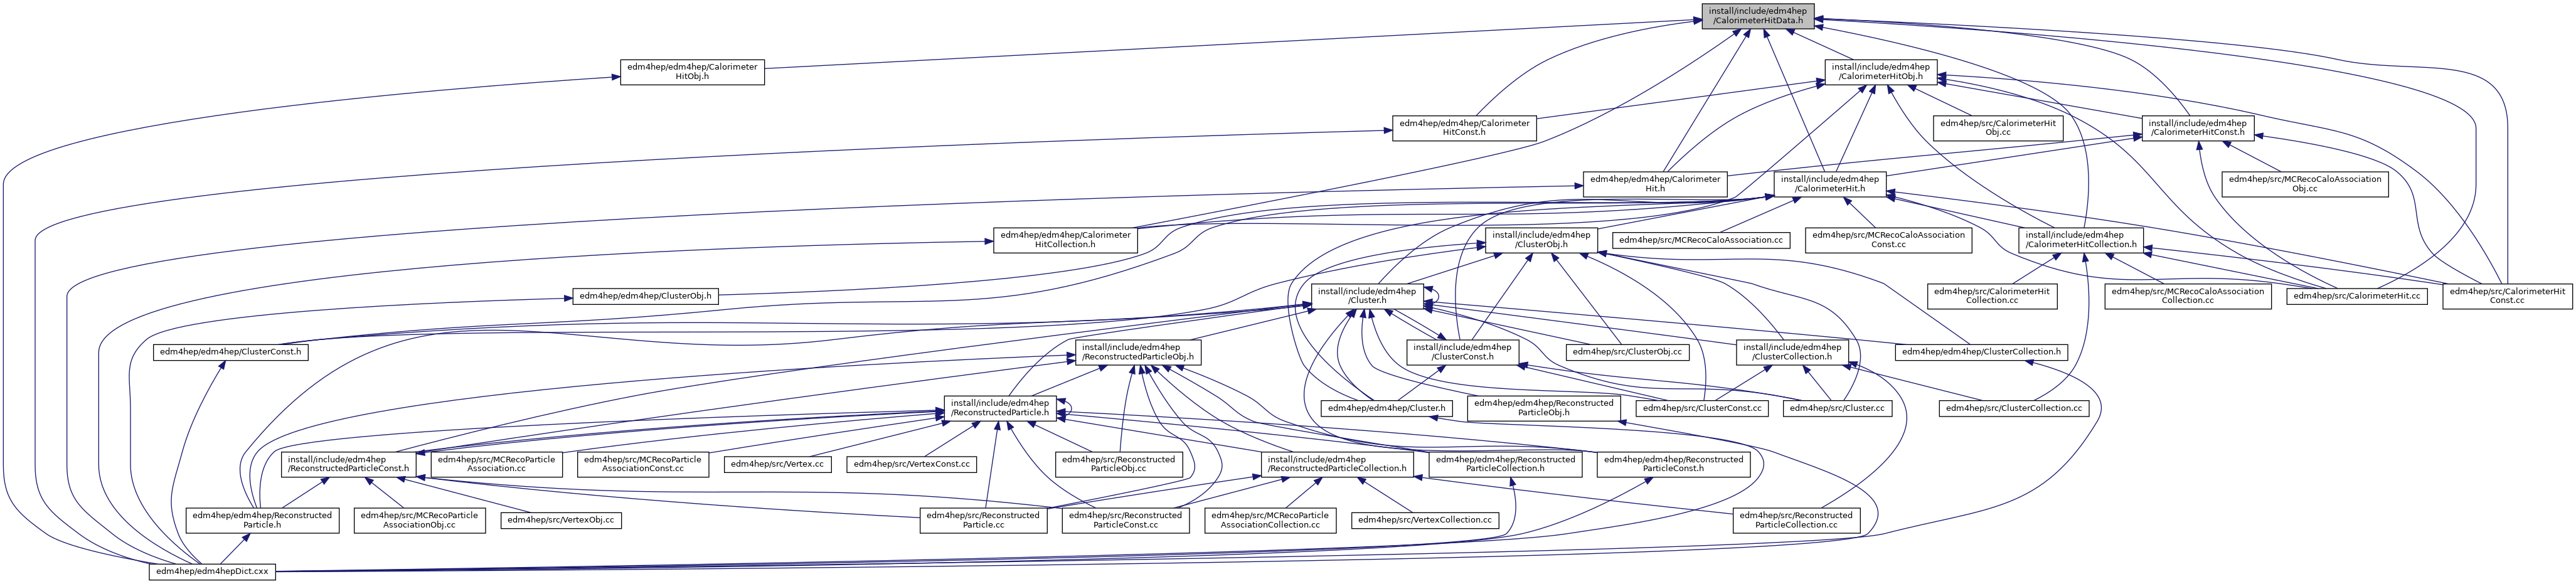 install/include/edm4hep
/CalorimeterHitData.h
edm4hep/edm4hep/Calorimeter
HitObj.h
install/include/edm4hep
/CalorimeterHitObj.h
edm4hep/edm4hep/Calorimeter
HitConst.h
edm4hep/src/CalorimeterHit
Obj.cc
install/include/edm4hep
/CalorimeterHitConst.h
edm4hep/edm4hep/Calorimeter
Hit.h
install/include/edm4hep
/CalorimeterHit.h
edm4hep/src/MCRecoCaloAssociation
Obj.cc
edm4hep/edm4hep/Calorimeter
HitCollection.h
install/include/edm4hep
/ClusterObj.h
edm4hep/src/MCRecoCaloAssociation.cc
edm4hep/src/MCRecoCaloAssociation
Const.cc
install/include/edm4hep
/CalorimeterHitCollection.h
edm4hep/edm4hep/ClusterObj.h
install/include/edm4hep
/Cluster.h
edm4hep/src/CalorimeterHit
Collection.cc
edm4hep/src/MCRecoCaloAssociation
Collection.cc
edm4hep/src/CalorimeterHit.cc
edm4hep/src/CalorimeterHit
Const.cc
edm4hep/edm4hep/ClusterConst.h
install/include/edm4hep
/ReconstructedParticleObj.h
install/include/edm4hep
/ClusterConst.h
edm4hep/src/ClusterObj.cc
install/include/edm4hep
/ClusterCollection.h
edm4hep/edm4hep/ClusterCollection.h
install/include/edm4hep
/ReconstructedParticle.h
edm4hep/edm4hep/Cluster.h
edm4hep/edm4hep/Reconstructed
ParticleObj.h
edm4hep/src/ClusterConst.cc
edm4hep/src/Cluster.cc
edm4hep/src/ClusterCollection.cc
install/include/edm4hep
/ReconstructedParticleConst.h
edm4hep/src/MCRecoParticle
Association.cc
edm4hep/src/MCRecoParticle
AssociationConst.cc
edm4hep/src/Vertex.cc
edm4hep/src/VertexConst.cc
edm4hep/src/Reconstructed
ParticleObj.cc
install/include/edm4hep
/ReconstructedParticleCollection.h
edm4hep/edm4hep/Reconstructed
ParticleCollection.h
edm4hep/edm4hep/Reconstructed
ParticleConst.h
edm4hep/edm4hep/Reconstructed
Particle.h
edm4hep/src/MCRecoParticle
AssociationObj.cc
edm4hep/src/VertexObj.cc
edm4hep/src/Reconstructed
Particle.cc
edm4hep/src/Reconstructed
ParticleConst.cc
edm4hep/src/MCRecoParticle
AssociationCollection.cc
edm4hep/src/VertexCollection.cc
edm4hep/src/Reconstructed
ParticleCollection.cc
edm4hep/edm4hepDict.cxx